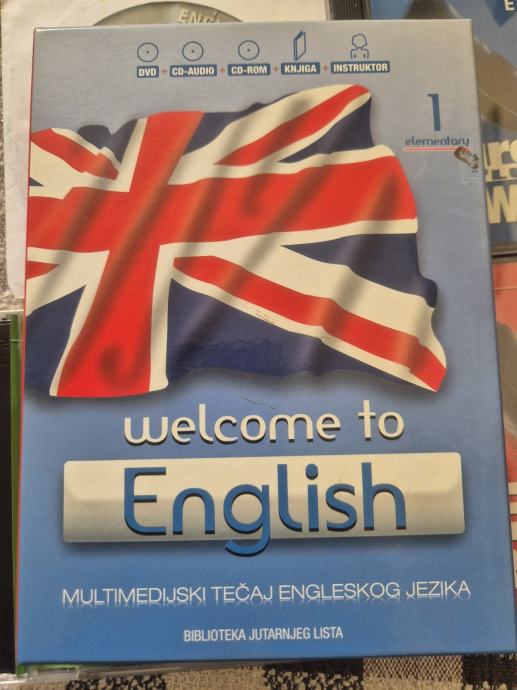 DVD + CD-AUDIO + CD-ROM + KNJIGA + INSTRUKTOR
1
elementary
welcome to
English
MULTIMEDIJSKI TEČAJ ENGLESKOG JEZIKA
BIBLIOTEKA JUTARNJEG LISTA